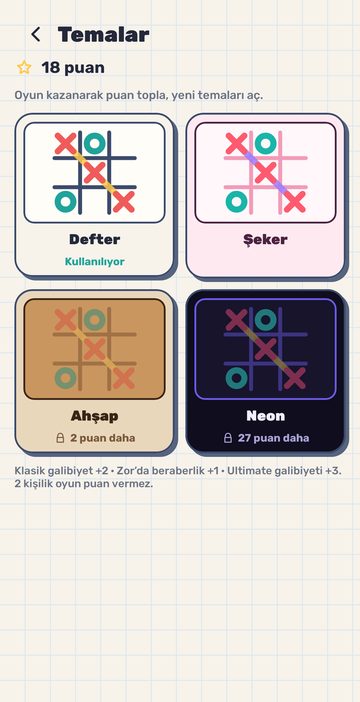 Temalar
18 puan
Oyun kazanarak puan topla, yeni temaları aç.
Defter
Kullanılıyor
Şeker
Ahşap
2 puan daha
Neon
27 puan daha
Klasik galibiyet +2 • Zor'da beraberlik +1 • Ultimate galibiyeti +3.
2 kişilik oyun puan vermez.